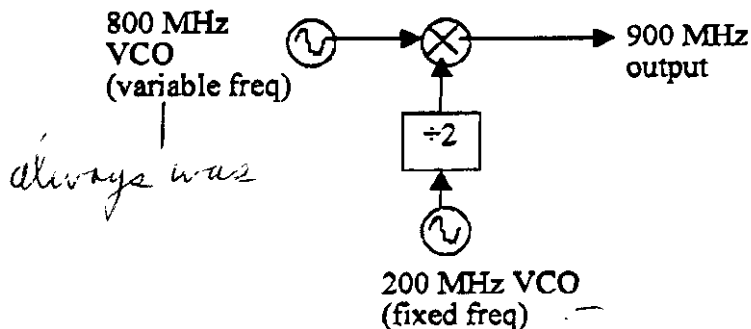 800 MHz
VCO
(variable freq)
900 MHz
output
always was
÷2
200 MHz VCO
(fixed freq)